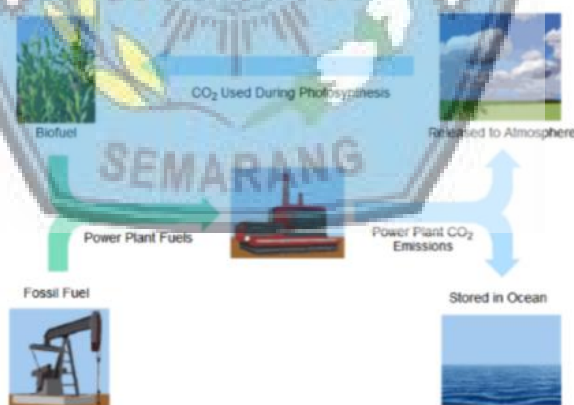 CO₂ Used During Photosynthesis
Biofuel
Released to Atmosphere
SEMARANG
Power Plant Fuels
Power Plant CO₂
Emissions
Fossil Fuel
Stored in Ocean